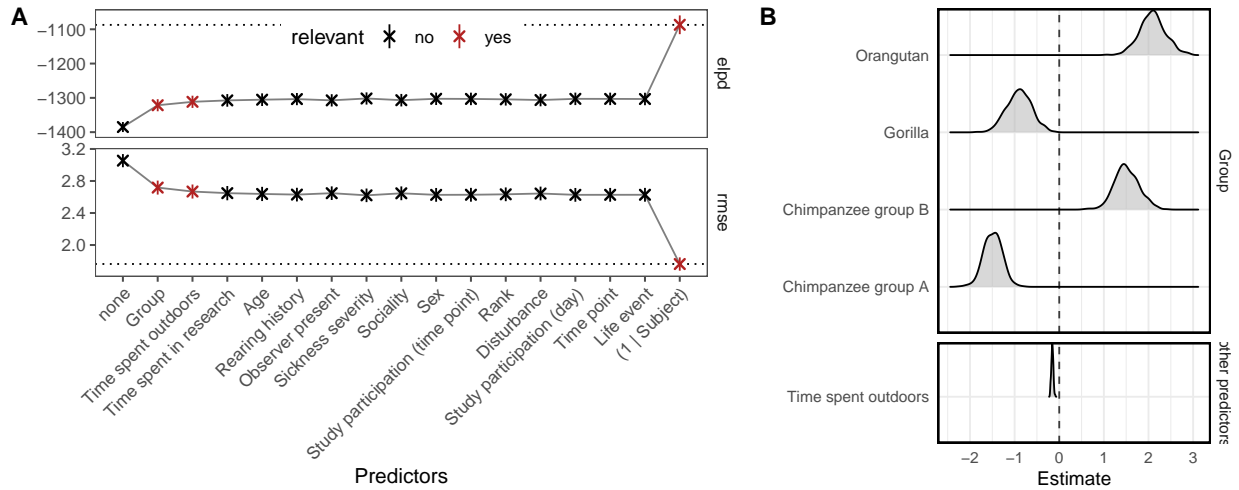 A
relevant no yes
−1100
−1200
−1300
−1400
elpd
3.2
2.8
2.4
2.0
rmse
none
Group
Time spent outdoors
Time spent in research
Age
Rearing history
Observer present
Sickness severity
Sociality
Sex
Study participation (time point)
Rank
Disturbance
Study participation (day)
Time point
Life event
(1 | Subject)
Predictors
B
Orangutan
Gorilla
Chimpanzee group B
Chimpanzee group A
Group
Time spent outdoors
other predictors
−2 −1 0 1 2 3
Estimate